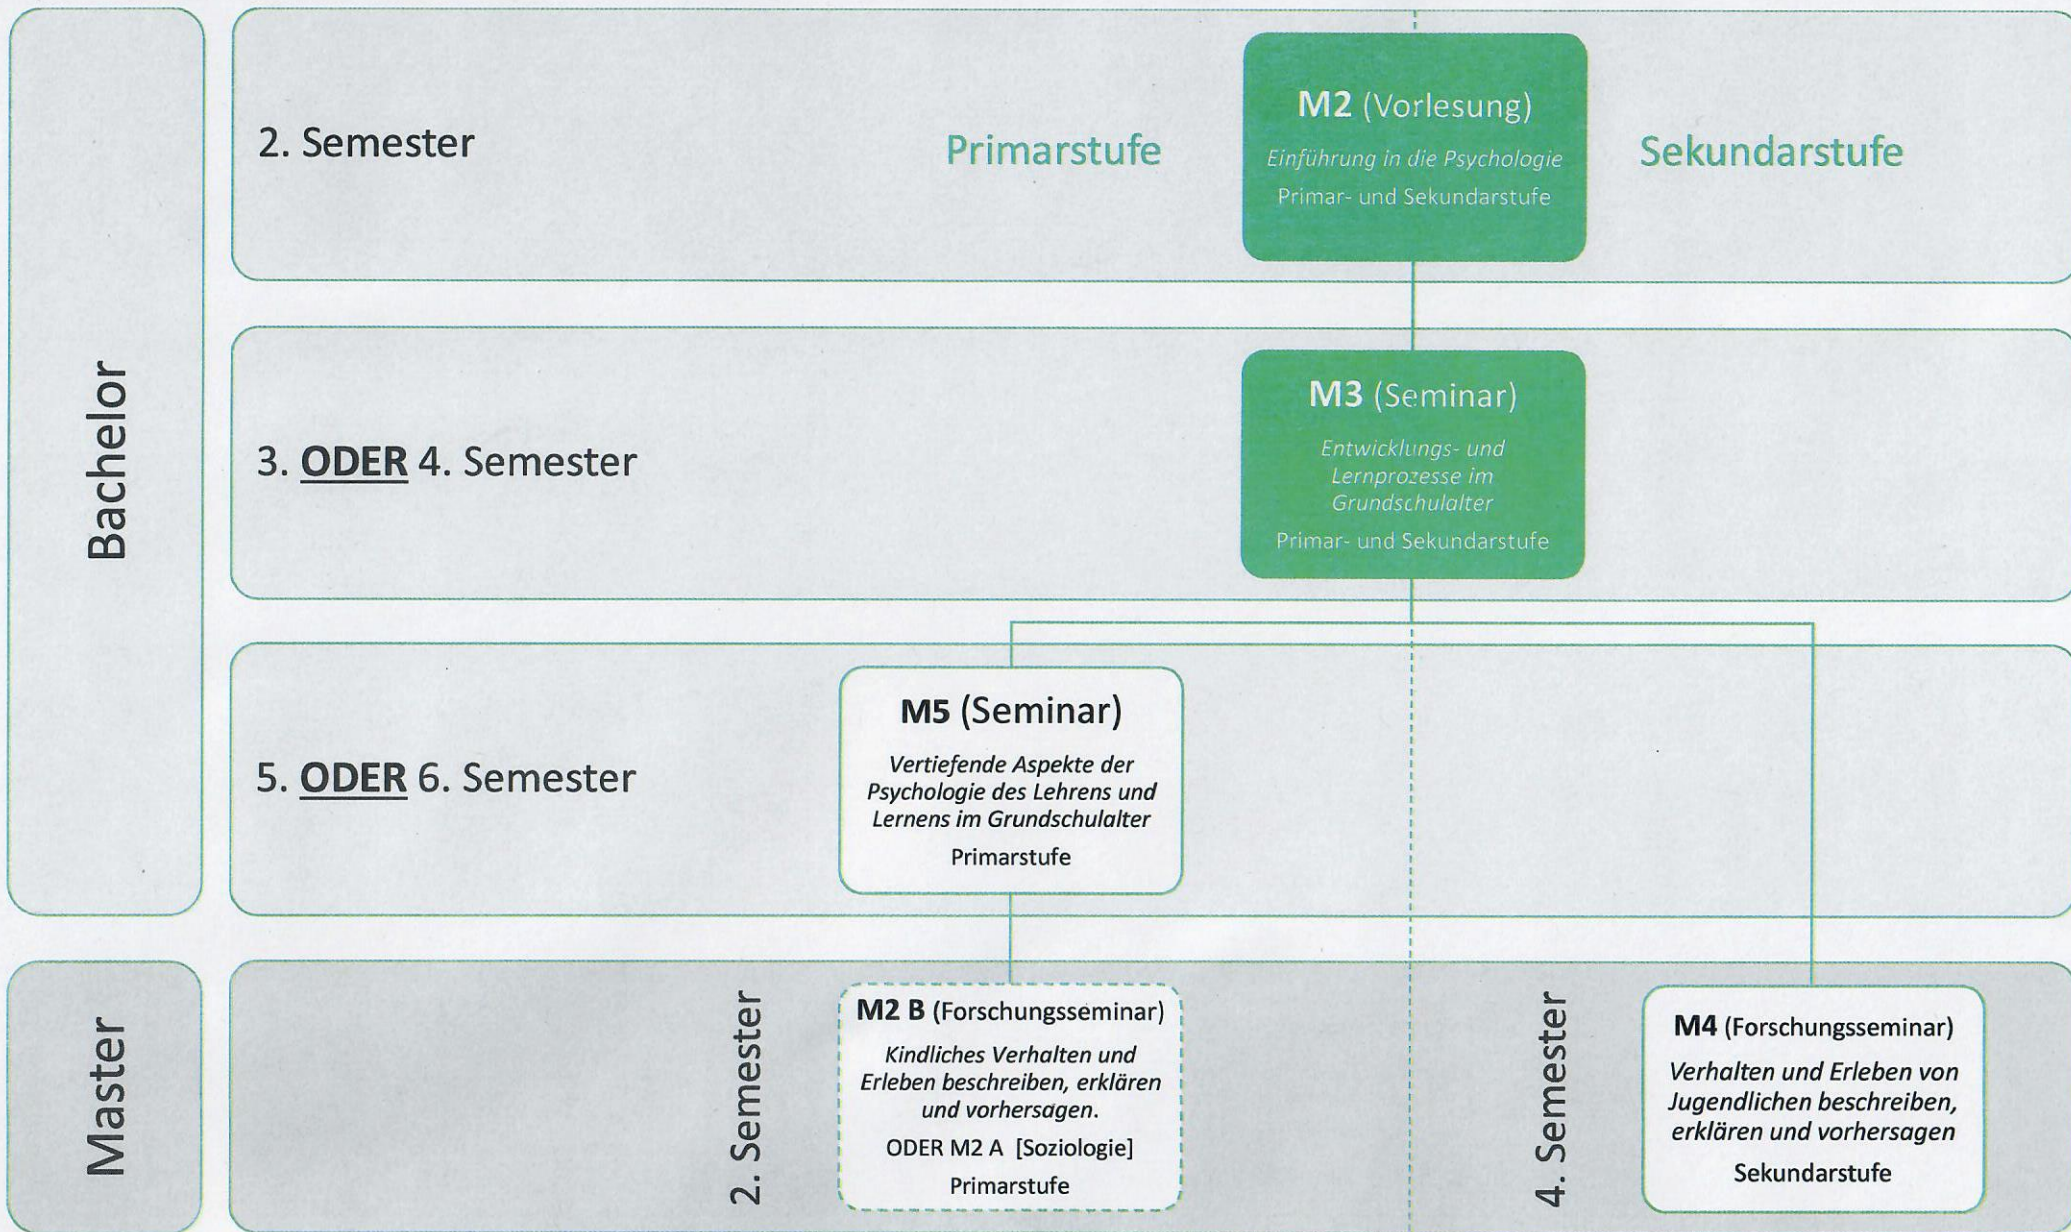 Bachelor
2. Semester
Primarstufe
M2 (Vorlesung)
Einführung in die Psychologie
Primar- und Sekundarstufe
Sekundarstufe
3. ODER 4. Semester
M3 (Seminar)
Entwicklungs- und
Lernprozesse im
Grundschulalter
Primar- und Sekundarstufe
5. ODER 6. Semester
M5 (Seminar)
Vertiefende Aspekte der
Psychologie des Lehrens und
Lernens im Grundschulalter
Primarstufe
Master
2. Semester
M2 B (Forschungsseminar)
Kindliches Verhalten und
Erleben beschreiben, erklären
und vorhersagen.
ODER M2 A [Soziologie]
Primarstufe
4. Semester
M4 (Forschungsseminar)
Verhalten und Erleben von
Jugendlichen beschreiben,
erklären und vorhersagen
Sekundarstufe